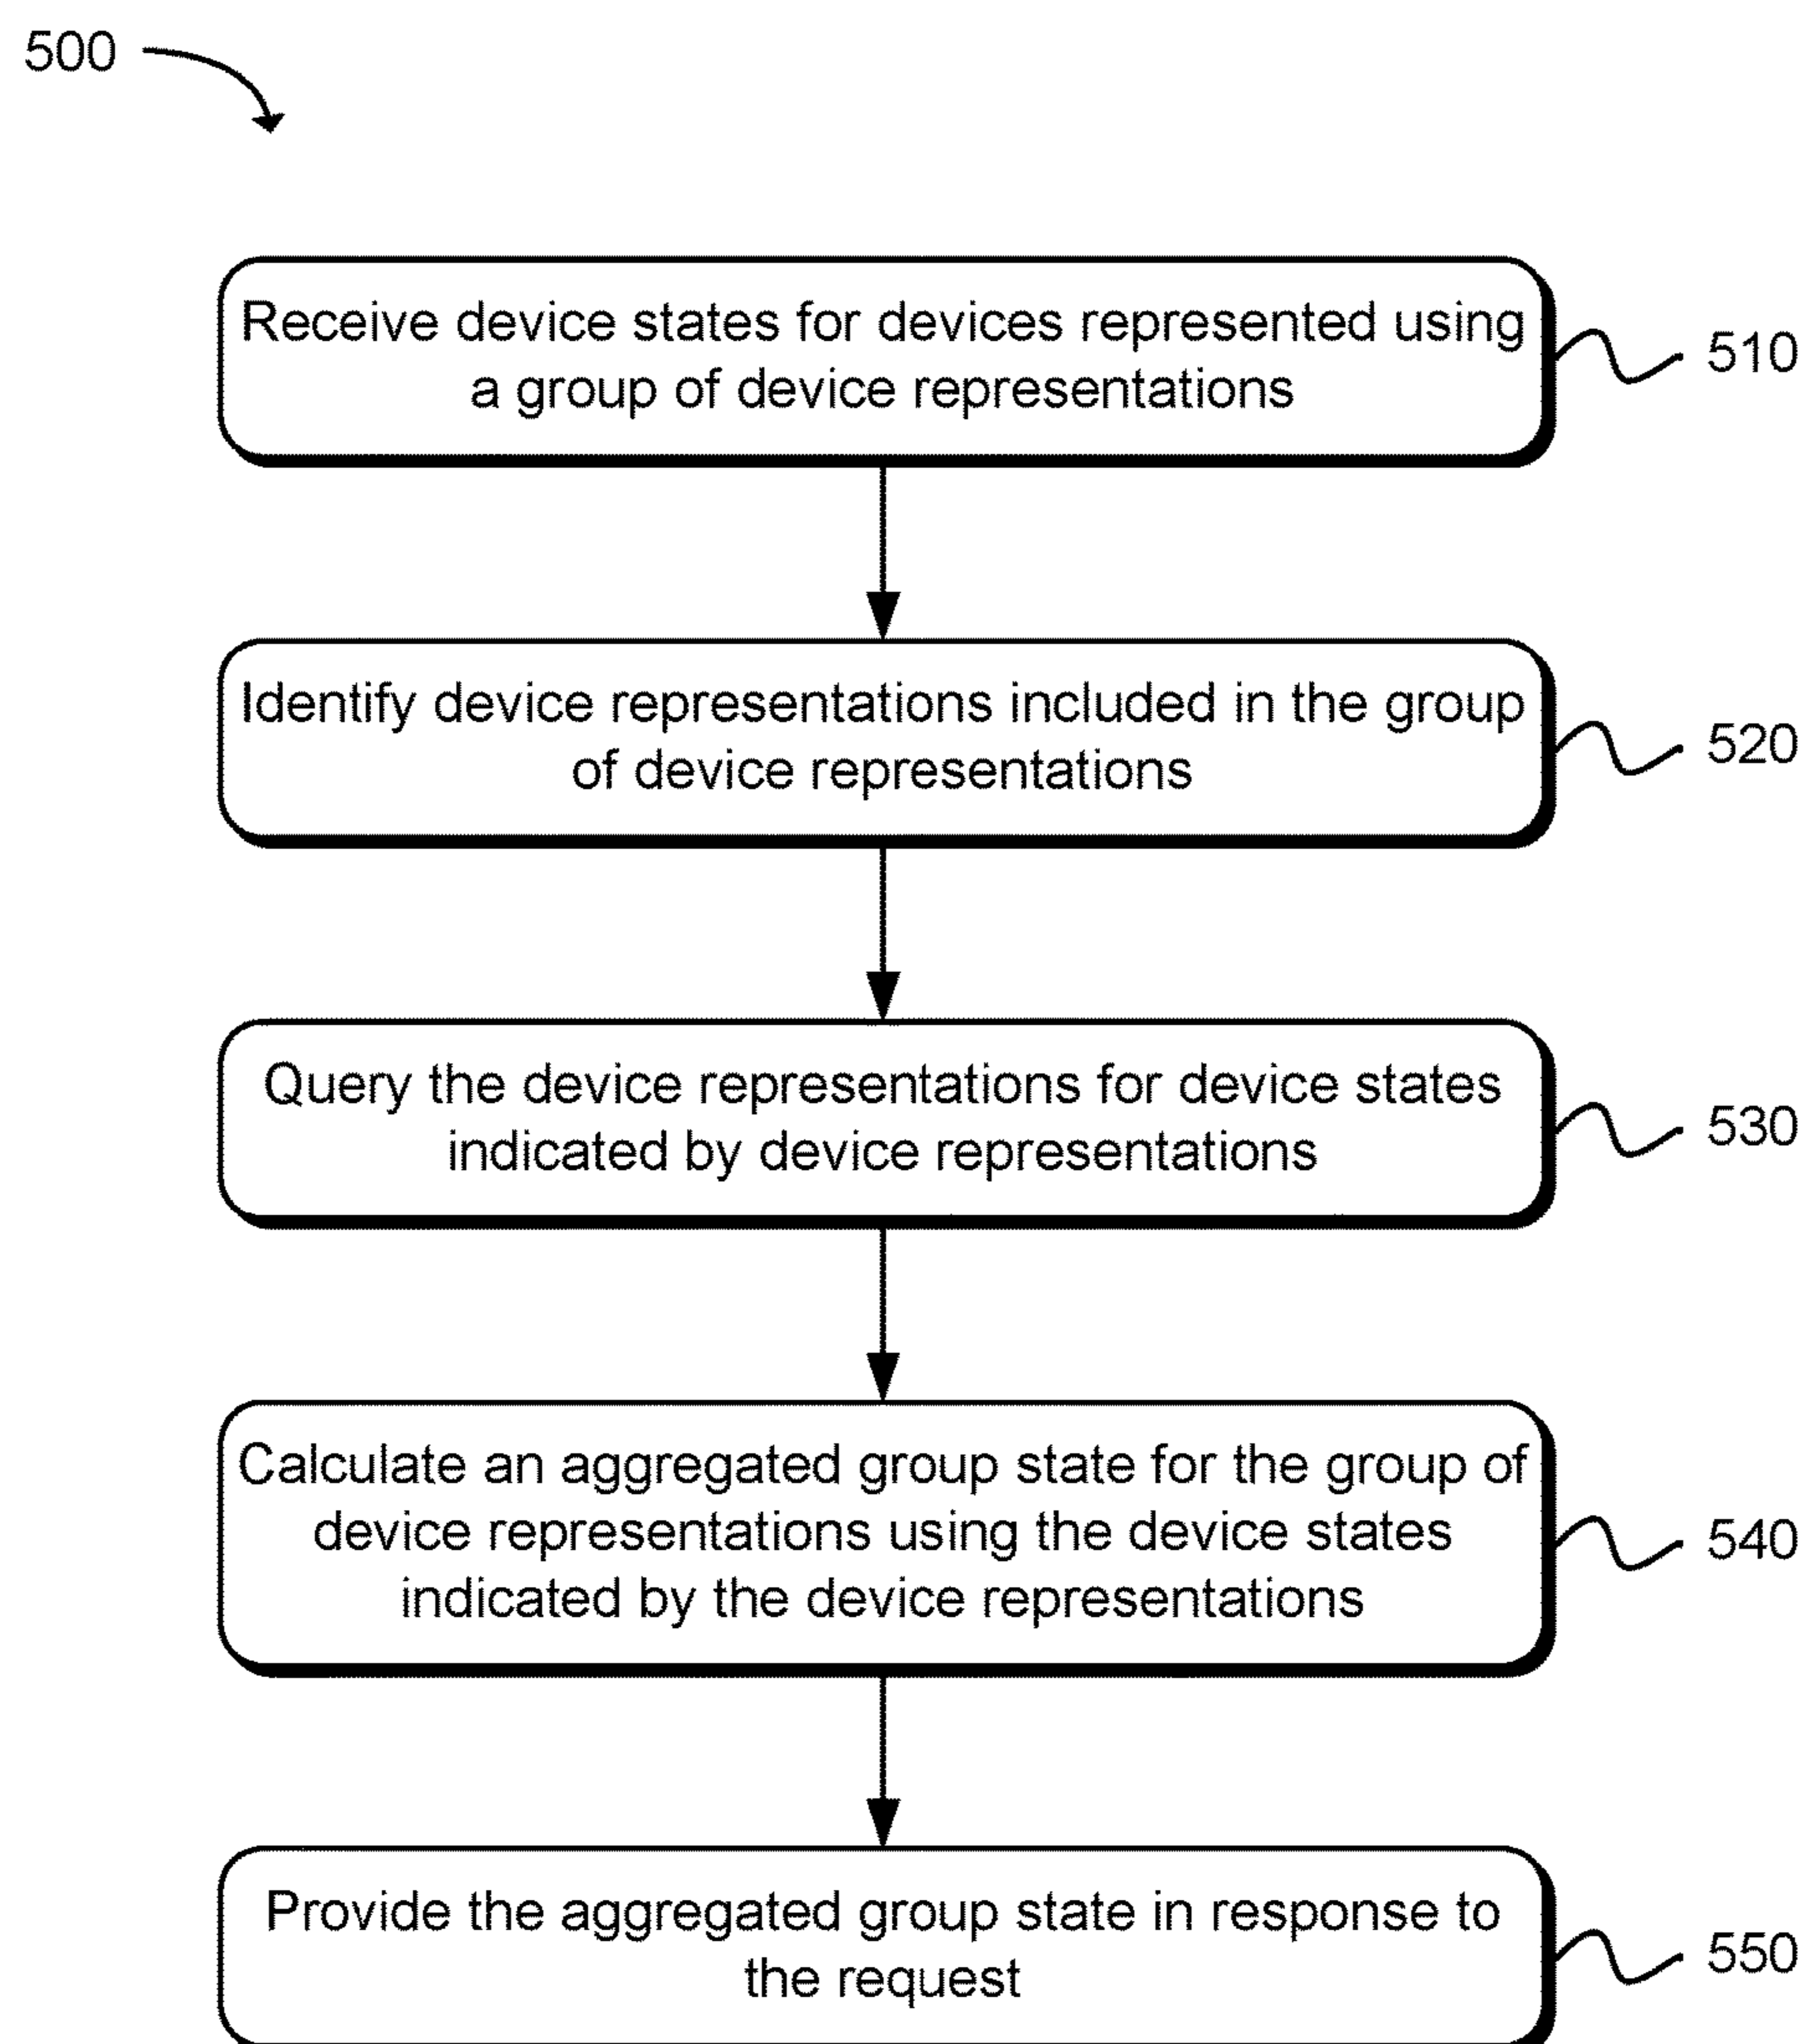 500
Receive device states for devices represented using
a group of device representations
510
Identify device representations included in the group
of device representations
520
Query the device representations for device states
indicated by device representations
530
Calculate an aggregated group state for the group of
device representations using the device states
indicated by the device representations
540
Provide the aggregated group state in response to
the request
550